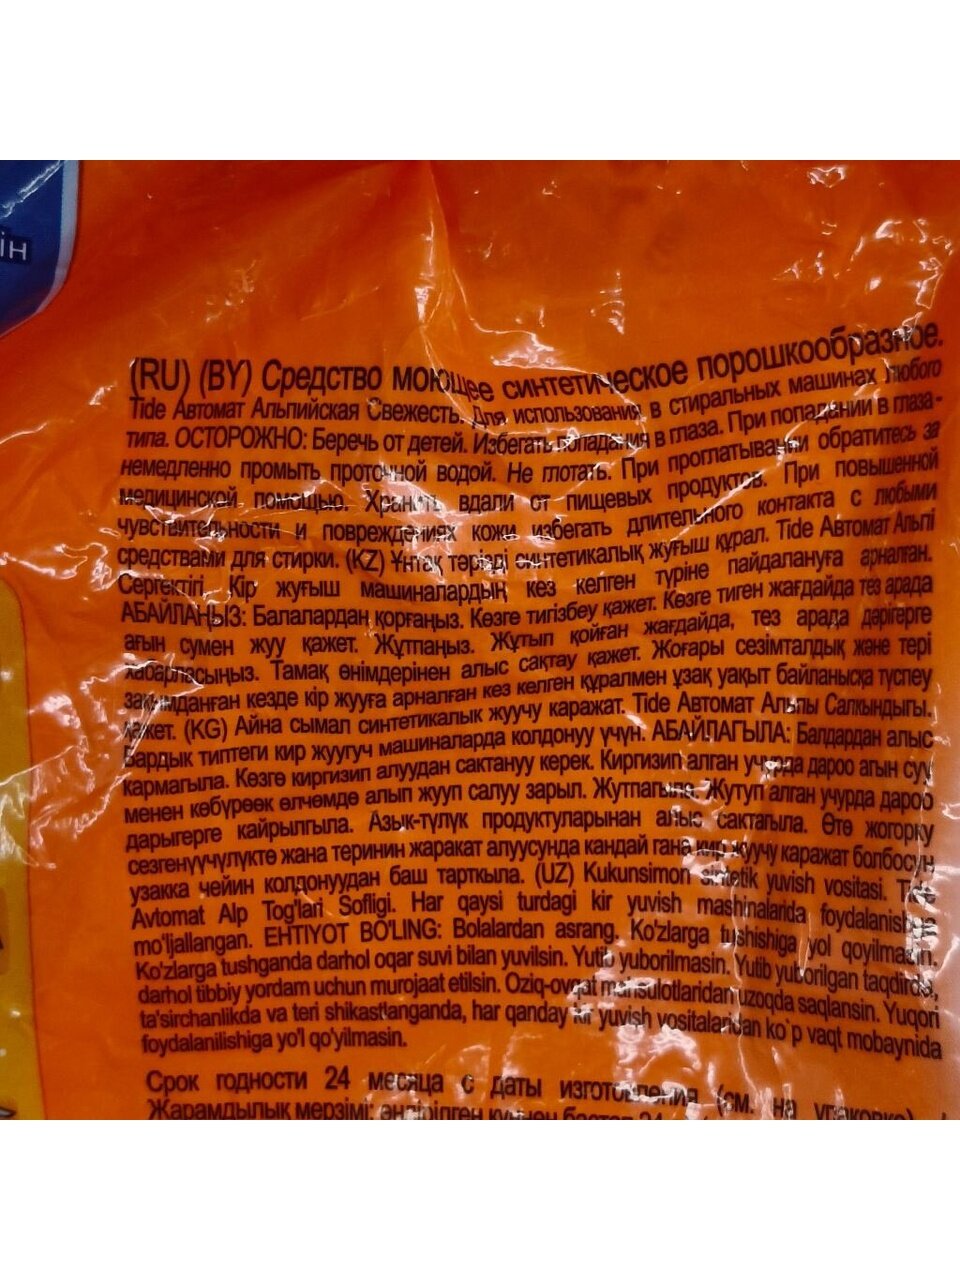 ін
(RU) (BY) Средство моющее синтетическое порошкообразное.
Tide Автомат Альпийская Свежесть. Для использования в стиральных машинах любого
типа. ОСТОРОЖНО: Беречь от детей. Избегать попадания в глаза. При попадании в глаза -
немедленно промыть проточной водой. Не глотать. При проглатывании обратитесь за
медицинской помощью. Хранить вдали от пищевых продуктов. При повышенной
чувствительности и повреждениях кожи избегать длительного контакта с любыми
средствами для стирки. (KZ) Ұнтақ тәрізді синтетикалық жуғыш құрал. Tide Автомат Альпі
Сергектігі. Кір жуғыш машиналардың кез келген түріне пайдалануға арналған.
АБАЙЛАҢЫЗ: Балалардан қорғаңыз. Көзге тигізбеу қажет. Көзге тиген жағдайда тез арада
ағын сумен жуу қажет. Жұтпаңыз. Жұтып қойған жағдайда, тез арада дәрігерге
хабарласыңыз. Тамақ өнімдерінен алыс сақтау қажет. Жоғары сезімталдық және тері
зақымданған кезде кір жууға арналған кез келген құралмен ұзақ уақыт байланысқа түспеу
қажет. (KG) Айна сымал синтетикалык жуучу каражат. Tide Автомат Альпы Салкындыгы.
Бардык типтеги кир жуугуч машиналарда колдонуу үчүн. АБАЙЛАГЫЛА: Балдардан алыс
кармагыла. Көзгө киргизип алуудан сактануу керек. Киргизип алган учурда дароо агын суу
менен көбүрөөк өлчөмдө алып жууп салуу зарыл. Жутпагыла. Жутуп алган учурда дароо
дарыгерге кайрылгыла. Азык-түлүк продуктуларынан алыс сактагыла. Өтө жогорку
сезгенүүчүлүктө жана теринин жаракат алуусунда кандай гана кир жуучу каражат болбосун
узакка чейин колдонуудан баш тарткыла. (UZ) Kukunsimon sintetik yuvish vositasi. Tide
Avtomat Alp Tog'lari Sofligi. Har qaysi turdagi kir yuvish mashinalarida foydalanishga
mo'ljallangan. EHTIYOT BO'LING: Bolalardan asrang. Ko'zlarga tushishiga yol qoyilmasin.
Ko'zlarga tushganda darhol oqar suvi bilan yuvilsin. Yutib yuborilmasin. Yutib yuborilgan taqdirda,
darhol tibbiy yordam uchun murojaat etilsin. Oziq-ovqat mahsulotlaridan uzoqda saqlansin. Yuqori
ta'sirchanlikda va teri shikastlanganda, har qanday kir yuvish vositalaridan ko`p vaqt mobaynida
foydalanilishiga yo'l qo'yilmasin.
Срок годности 24 месяца с даты изготовления (см. на упаковке) /
Жарамдылық мерзімі: өндірілген күннен бастап 24